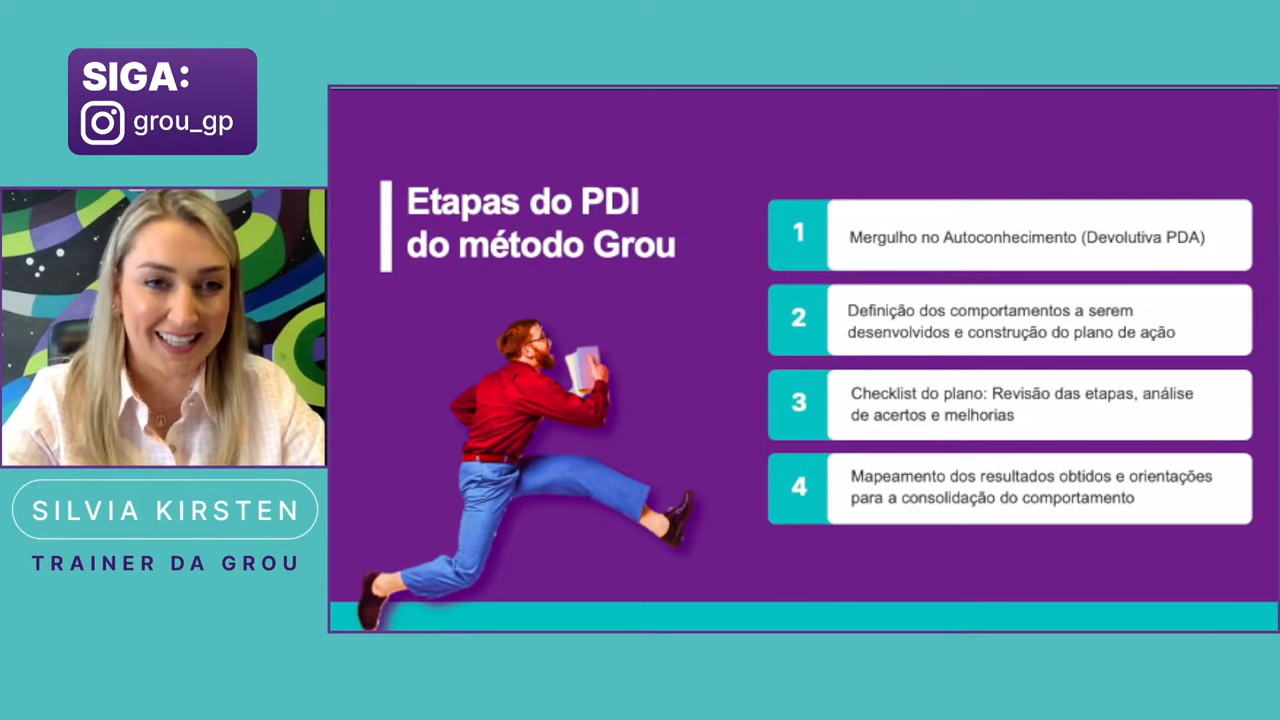 SIGA:
grou_gp
SILVIA KIRSTEN
TRAINER DA GROU
Etapas do PDI
do método Grou
1
Mergulho no Autoconhecimento (Devolutiva PDA)
2
Definição dos comportamentos a serem
desenvolvidos e construção do plano de ação
3
Checklist do plano: Revisão das etapas, análise
de acertos e melhorias
4
Mapeamento dos resultados obtidos e orientações
para a consolidação do comportamento